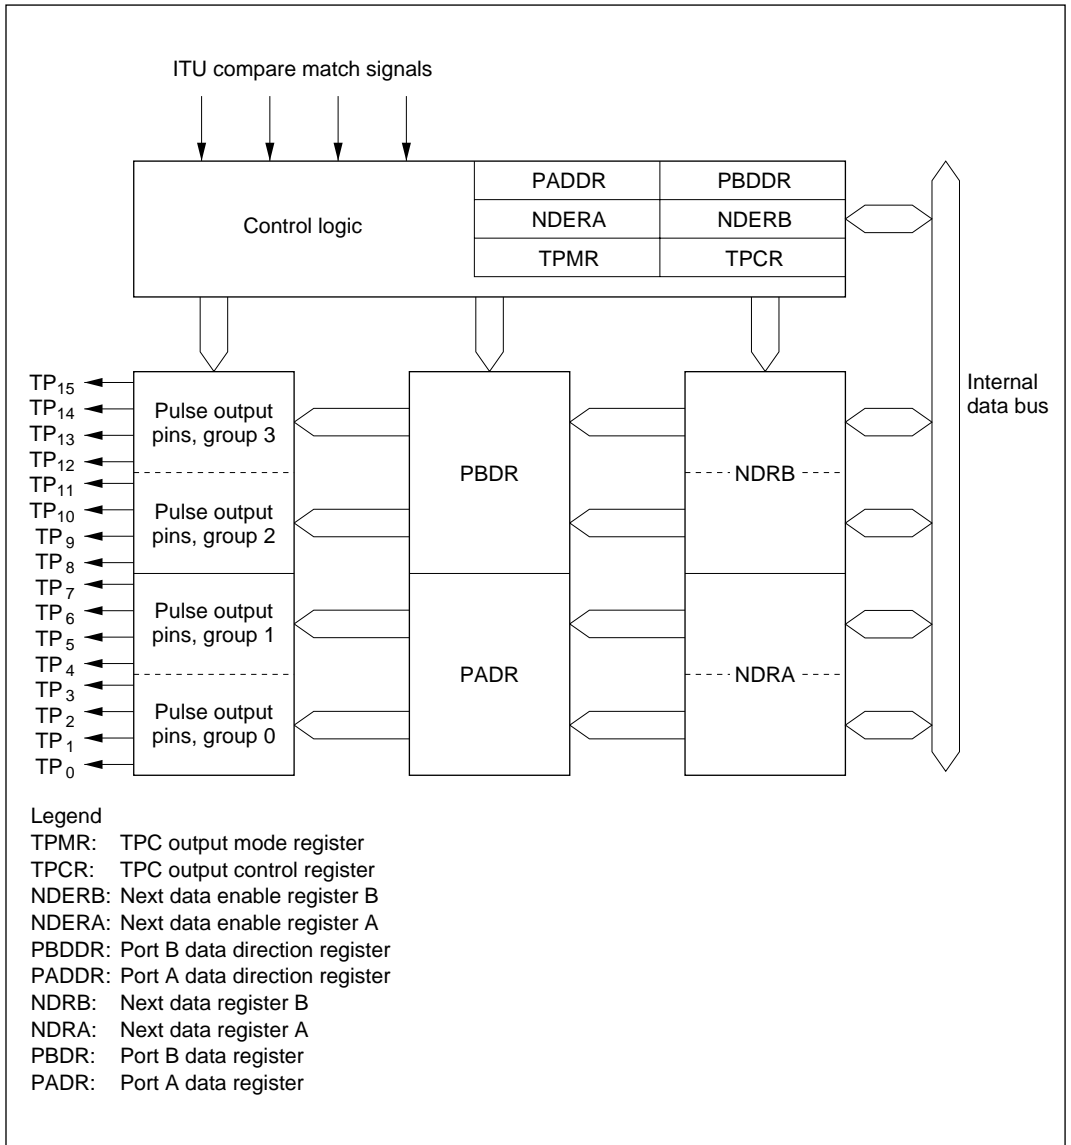 ITU compare match signals
Control logic
PADDR PBDDR
NDERA NDERB
TPMR TPCR
Internal
data bus
TP15
TP14
TP13
TP12
TP11
TP10
TP9
TP8
TP7
TP6
TP5
TP4
TP3
TP2
TP1
TP0
Pulse output
pins, group 3
Pulse output
pins, group 2
Pulse output
pins, group 1
Pulse output
pins, group 0
PBDR
PADR
NDRB
NDRA
Legend
TPMR: TPC output mode register
TPCR: TPC output control register
NDERB: Next data enable register B
NDERA: Next data enable register A
PBDDR: Port B data direction register
PADDR: Port A data direction register
NDRB: Next data register B
NDRA: Next data register A
PBDR: Port B data register
PADR: Port A data register